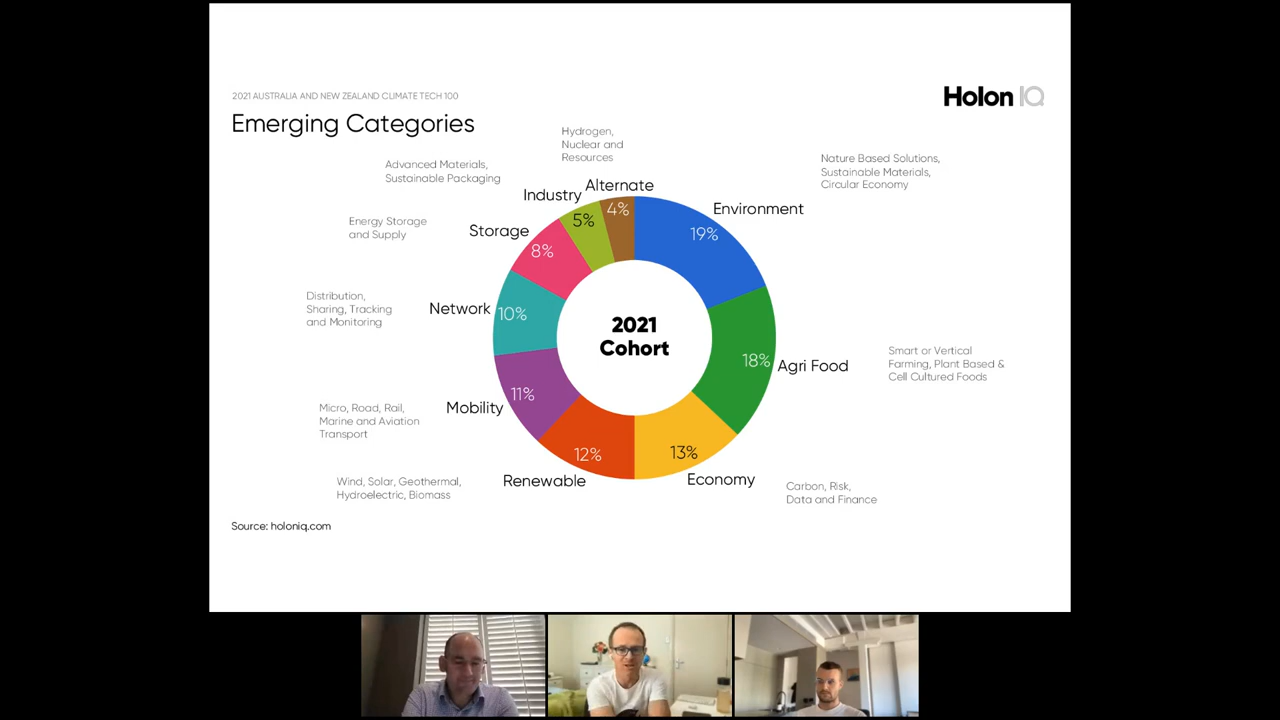 2021 AUSTRALIA AND NEW ZEALAND CLIMATE TECH 100
Holon IQ
Emerging Categories
Hydrogen,
Nuclear and
Resources
Advanced Materials,
Sustainable Packaging
Nature Based Solutions,
Sustainable Materials,
Circular Economy
Industry
Alternate
4%
5%
Environment
19%
Energy Storage
and Supply
Storage
8%
Distribution,
Sharing, Tracking
and Monitoring
Network
10%
2021
Cohort
18%
Agri Food
Smart or Vertical
Farming, Plant Based &
Cell Cultured Foods
Micro, Road, Rail,
Marine and Aviation
Transport
Mobility
11%
12%
13%
Wind, Solar, Geothermal,
Hydroelectric, Biomass
Renewable
Economy
Carbon, Risk,
Data and Finance
Source: holoniq.com